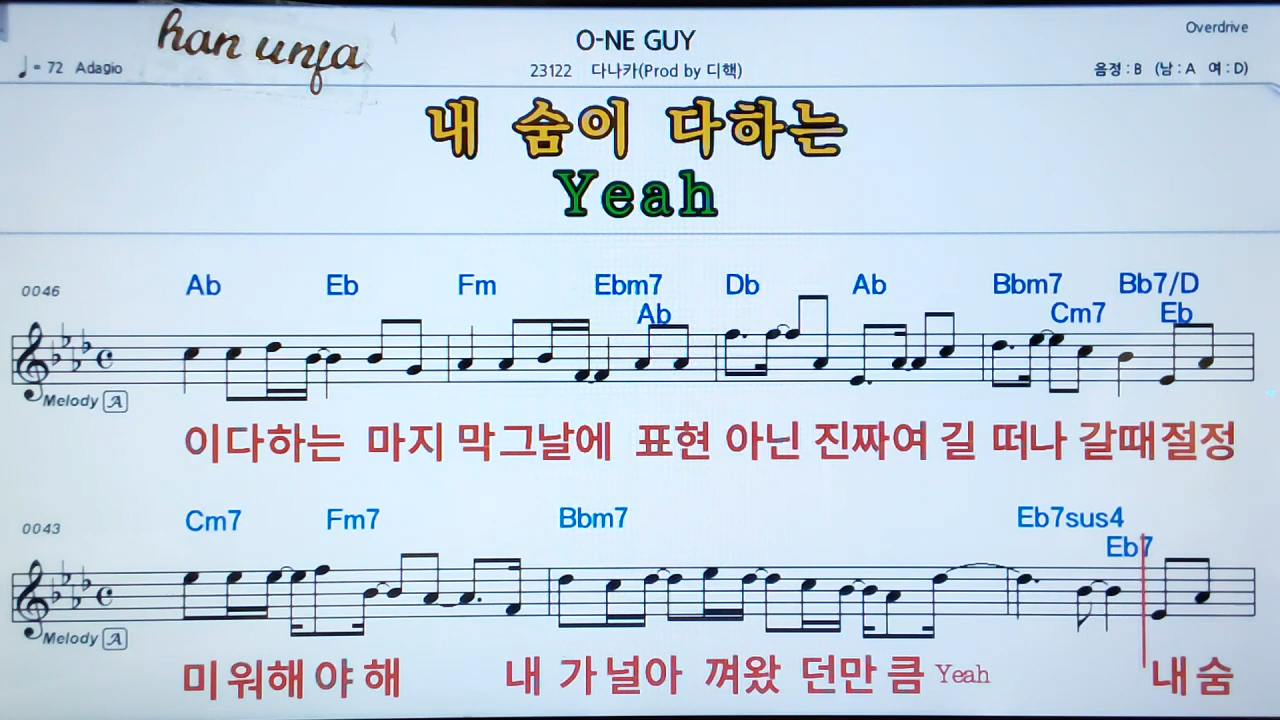 han unfa
O-NE GUY
Overdrive
♩= 72 Adagio
23122 다나카(Prod by 디핵)
음정 : B (남 : A 여 : D)
내 숨이 다하는
Yeah
0046
Ab Eb Fm Ebm7 Db Ab Bbm7 Bb7/D
Ab Cm7 Eb
Melody A
이다하는 마지 막그날에 표현 아닌 진짜여 길 떠나 갈때절정
0043
Cm7 Fm7 Bbm7 Eb7sus4
Eb7
Melody A
미워해야해 내 가널아 껴왔 던만큼 Yeah 내숨